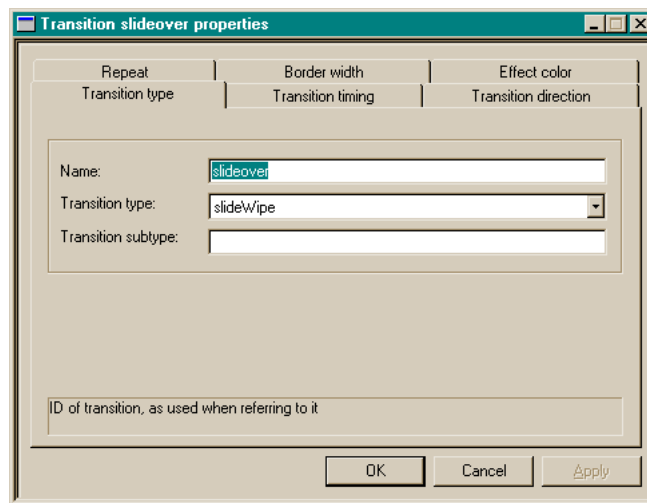 Transition slideover properties
Repeat Border width Effect color
Transition type Transition timing Transition direction
Name: slideover
Transition type: slideWipe
Transition subtype:
ID of transition, as used when referring to it
OK Cancel Apply